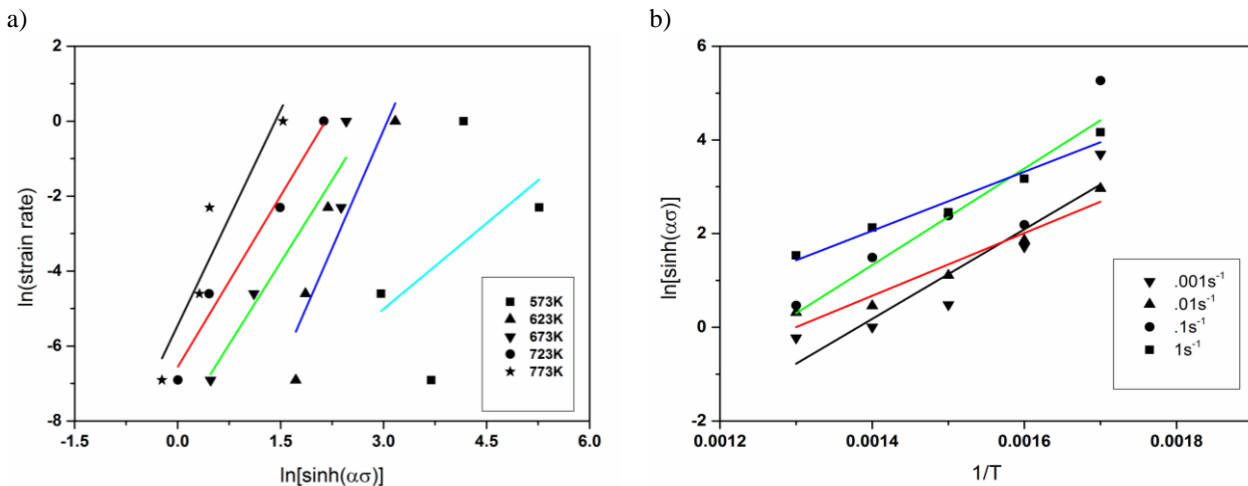 a)
b)
2
0
-2
-4
-6
-8
-1.5
0.0
1.5
3.0
4.5
6.0
ln(strain rate)
ln[sinh(ασ)]
573K
623K
673K
723K
773K
6
4
2
0
-2
0.0012
0.0014
0.0016
0.0018
ln[sinh(ασ)]
1/T
.001s⁻¹
.01s⁻¹
.1s⁻¹
1s⁻¹